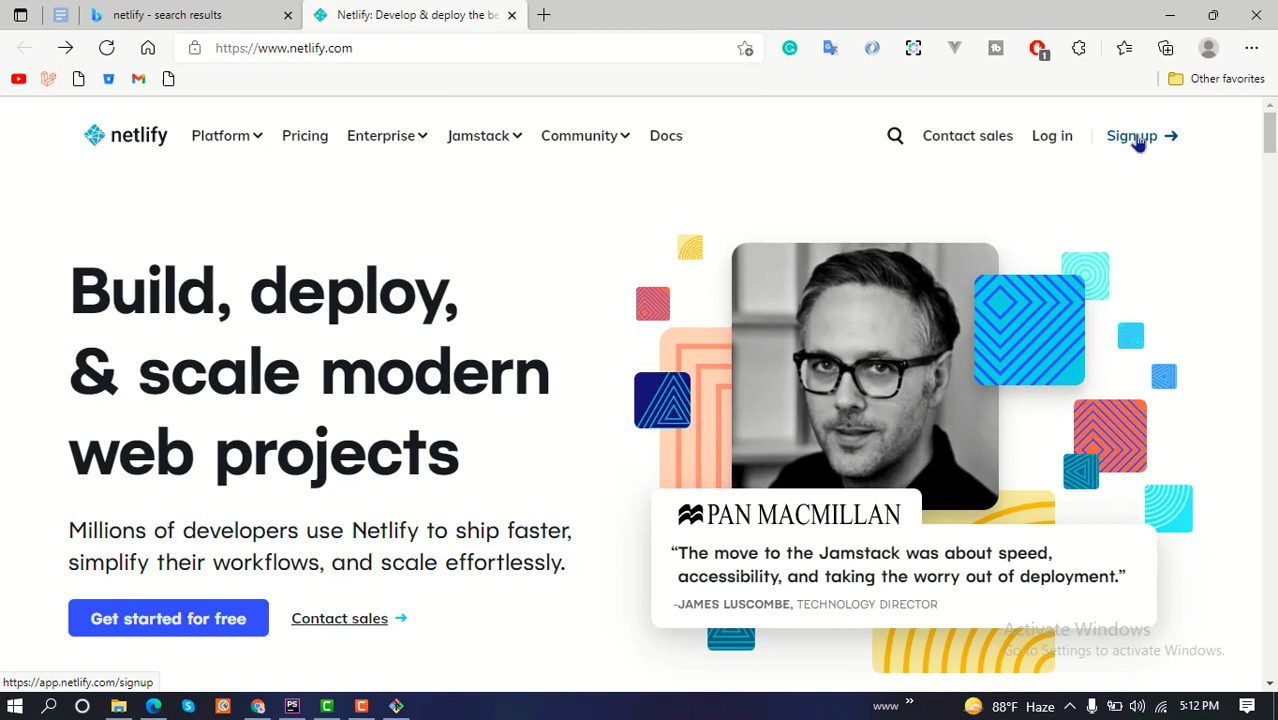 netlify - search results
Netlify: Develop & deploy the be
https://www.netlify.com
1
Other favorites
netlify
Platform
Pricing
Enterprise
Jamstack
Community
Docs
Contact sales
Log in
Sign up
Build, deploy,
& scale modern
web projects
Millions of developers use Netlify to ship faster,
simplify their workflows, and scale effortlessly.
Get started for free
Contact sales
PAN MACMILLAN
“The move to the Jamstack was about speed,
accessibility, and taking the worry out of deployment.”
-JAMES LUSCOMBE, TECHNOLOGY DIRECTOR
Activate Windows
Go to Settings to activate Windows.
https://app.netlify.com/signup
PS
C
C
www
88°F Haze
5:12 PM